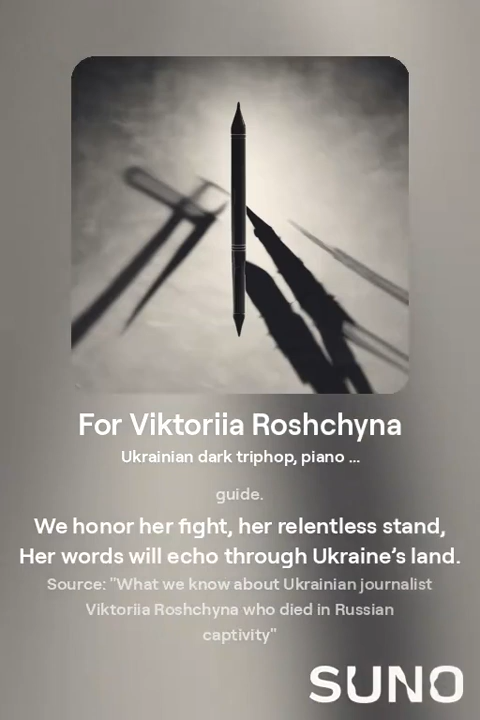 For Viktoriia Roshchyna
Ukrainian dark triphop, piano ...
guide.
We honor her fight, her relentless stand,
Her words will echo through Ukraine’s land.
Source: "What we know about Ukrainian journalist
Viktoriia Roshchyna who died in Russian
captivity"
SUNO